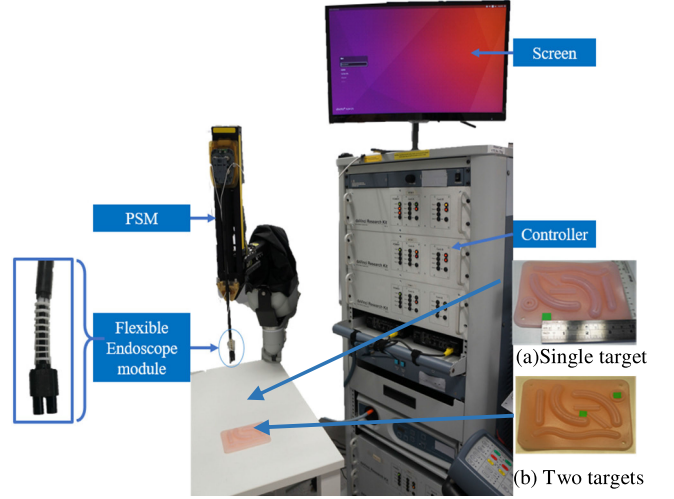 Screen
PSM
Controller
Flexible
Endoscope
module
(a)Single target
(b) Two targets